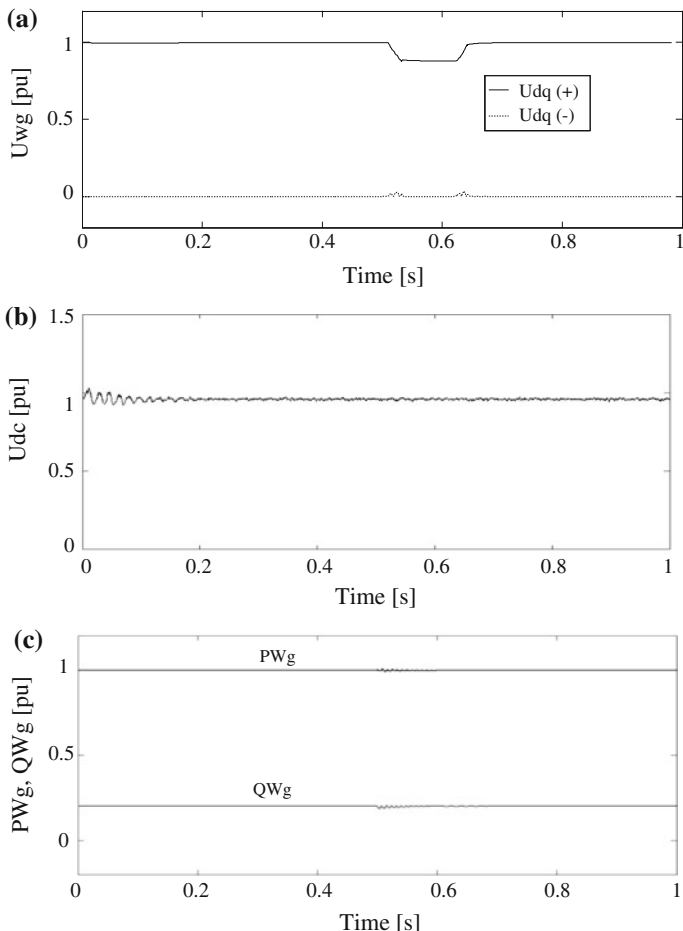 (a)
1
0.5
0
Uwg [pu]
Udq (+)
Udq (-)
0 0.2 0.4 0.6 0.8 1
Time [s]
(b)
1.5
1
0.5
0
Udc [pu]
0 0.2 0.4 0.6 0.8 1
Time [s]
(c)
1
0.5
0
PWg, QWg [pu]
PWg
QWg
0 0.2 0.4 0.6 0.8 1
Time [s]